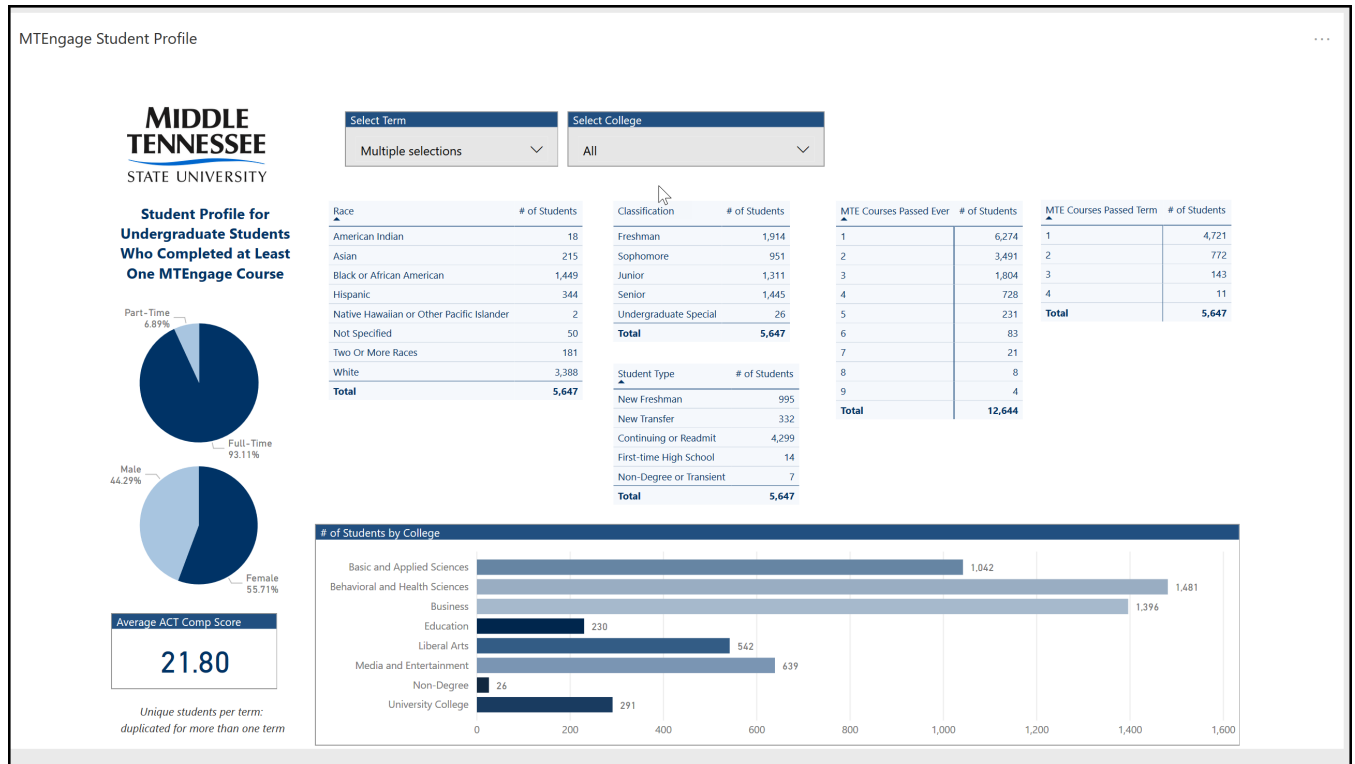 MTEngage Student Profile
...
MIDDLE
TENNESSEE
STATE UNIVERSITY
Student Profile for
Undergraduate Students
Who Completed at Least
One MTEngage Course
Select Term
Multiple selections
Select College
All
Race # of Students
American Indian 18
Asian 215
Black or African American 1,449
Hispanic 344
Native Hawaiian or Other Pacific Islander 2
Not Specified 50
Two Or More Races 181
White 3,388
Total 5,647
Classification # of Students
Freshman 1,914
Sophomore 951
Junior 1,311
Senior 1,445
Undergraduate Special 26
Total 5,647
Student Type # of Students
New Freshman 995
New Transfer 332
Continuing or Readmit 4,299
First-time High School 14
Non-Degree or Transient 7
Total 5,647
MTE Courses Passed Ever # of Students
1 6,274
2 3,491
3 1,804
4 728
5 231
6 83
7 21
8 8
9 4
Total 12,644
MTE Courses Passed Term # of Students
1 4,721
2 772
3 143
4 11
Total 5,647
Part-Time
6.89%
Full-Time
93.11%
Male
44.29%
Female
55.71%
Average ACT Comp Score
21.80
Unique students per term:
duplicated for more than one term
# of Students by College
Basic and Applied Sciences 1,042
Behavioral and Health Sciences 1,481
Business 1,396
Education 230
Liberal Arts 542
Media and Entertainment 639
Non-Degree 26
University College 291
0 200 400 600 800 1,000 1,200 1,400 1,600